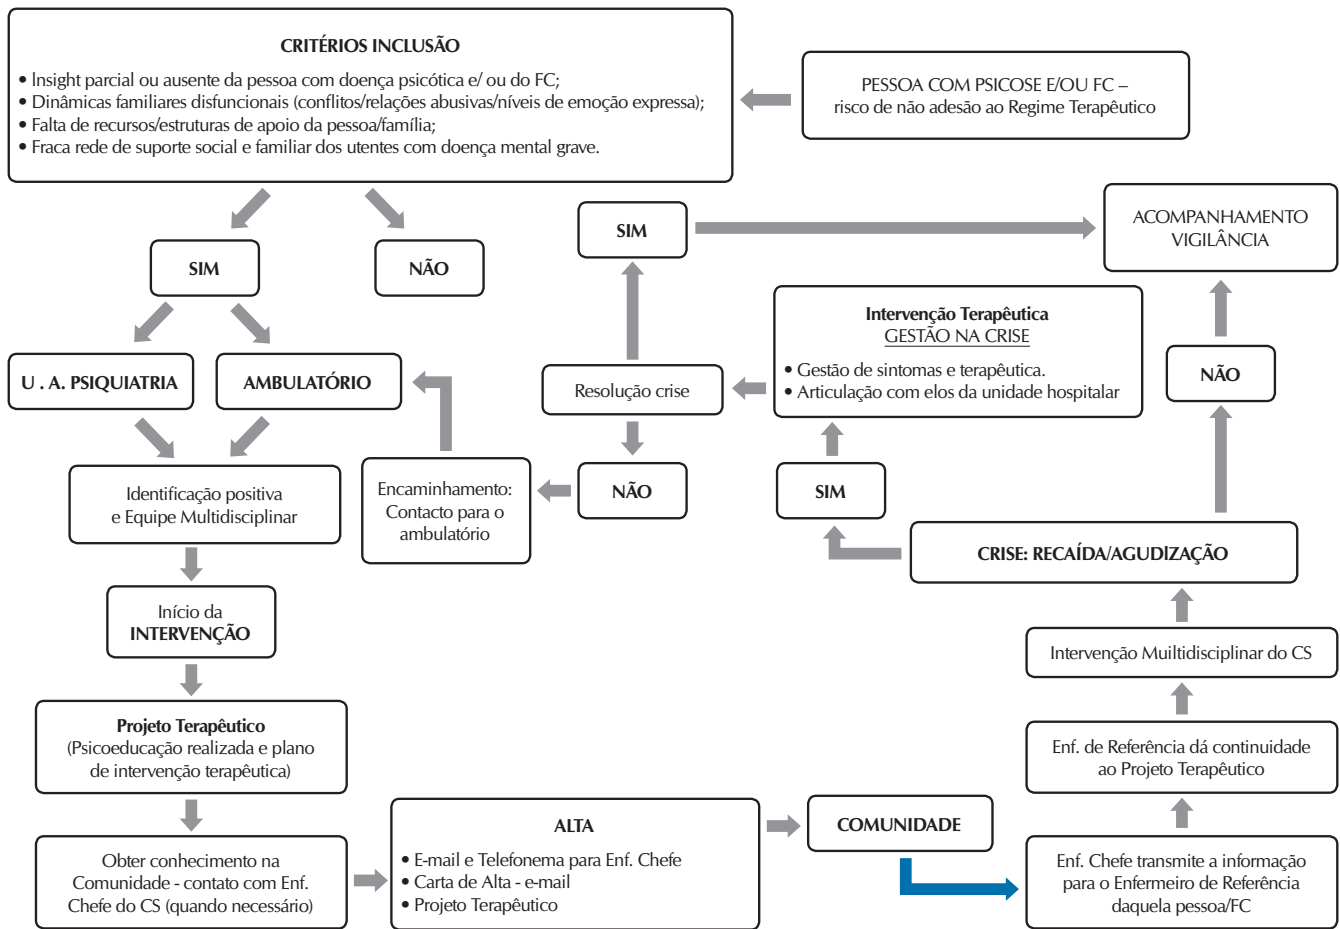 CRITÉRIOS INCLUSÃO
• Insight parcial ou ausente da pessoa com doença psicótica e/ ou do FC;
• Dinâmicas familiares disfuncionais (conflitos/relações abusivas/níveis de emoção expressa);
• Falta de recursos/estruturas de apoio da pessoa/família;
• Fraca rede de suporte social e familiar dos utentes com doença mental grave.
PESSOA COM PSICOSE E/OU FC –
risco de não adesão ao Regime Terapêutico
SIM
NÃO
SIM
ACOMPANHAMENTO
VIGILÂNCIA
U . A. PSIQUIATRIA
AMBULATÓRIO
Resolução crise
Intervenção Terapêutica
GESTÃO NA CRISE
• Gestão de sintomas e terapêutica.
• Articulação com elos da unidade hospitalar
NÃO
Identificação positiva
e Equipe Multidisciplinar
Encaminhamento:
Contacto para o
ambulatório
NÃO
SIM
CRISE: RECAÍDA/AGUDIZAÇÃO
Início da
INTERVENÇÃO
Intervenção Muiltidisciplinar do CS
Projeto Terapêutico
(Psicoeducação realizada e plano
de intervenção terapêutica)
Enf. de Referência dá continuidade
ao Projeto Terapêutico
Obter conhecimento na
Comunidade - contato com Enf.
Chefe do CS (quando necessário)
ALTA
• E-mail e Telefonema para Enf. Chefe
• Carta de Alta - e-mail
• Projeto Terapêutico
COMUNIDADE
Enf. Chefe transmite a informação
para o Enfermeiro de Referência
daquela pessoa/FC